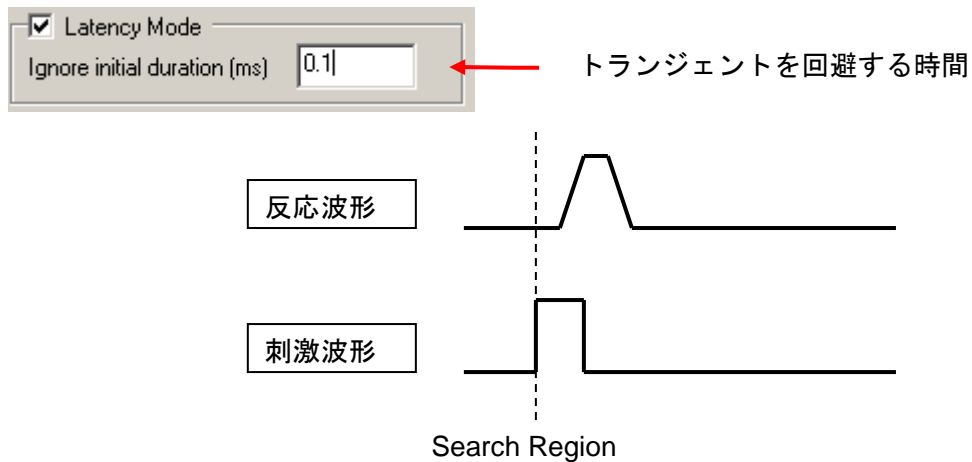 Latency Mode
Ignore initial duration (ms) 0.1
トランジェントを回避する時間
反応波形
刺激波形
Search Region